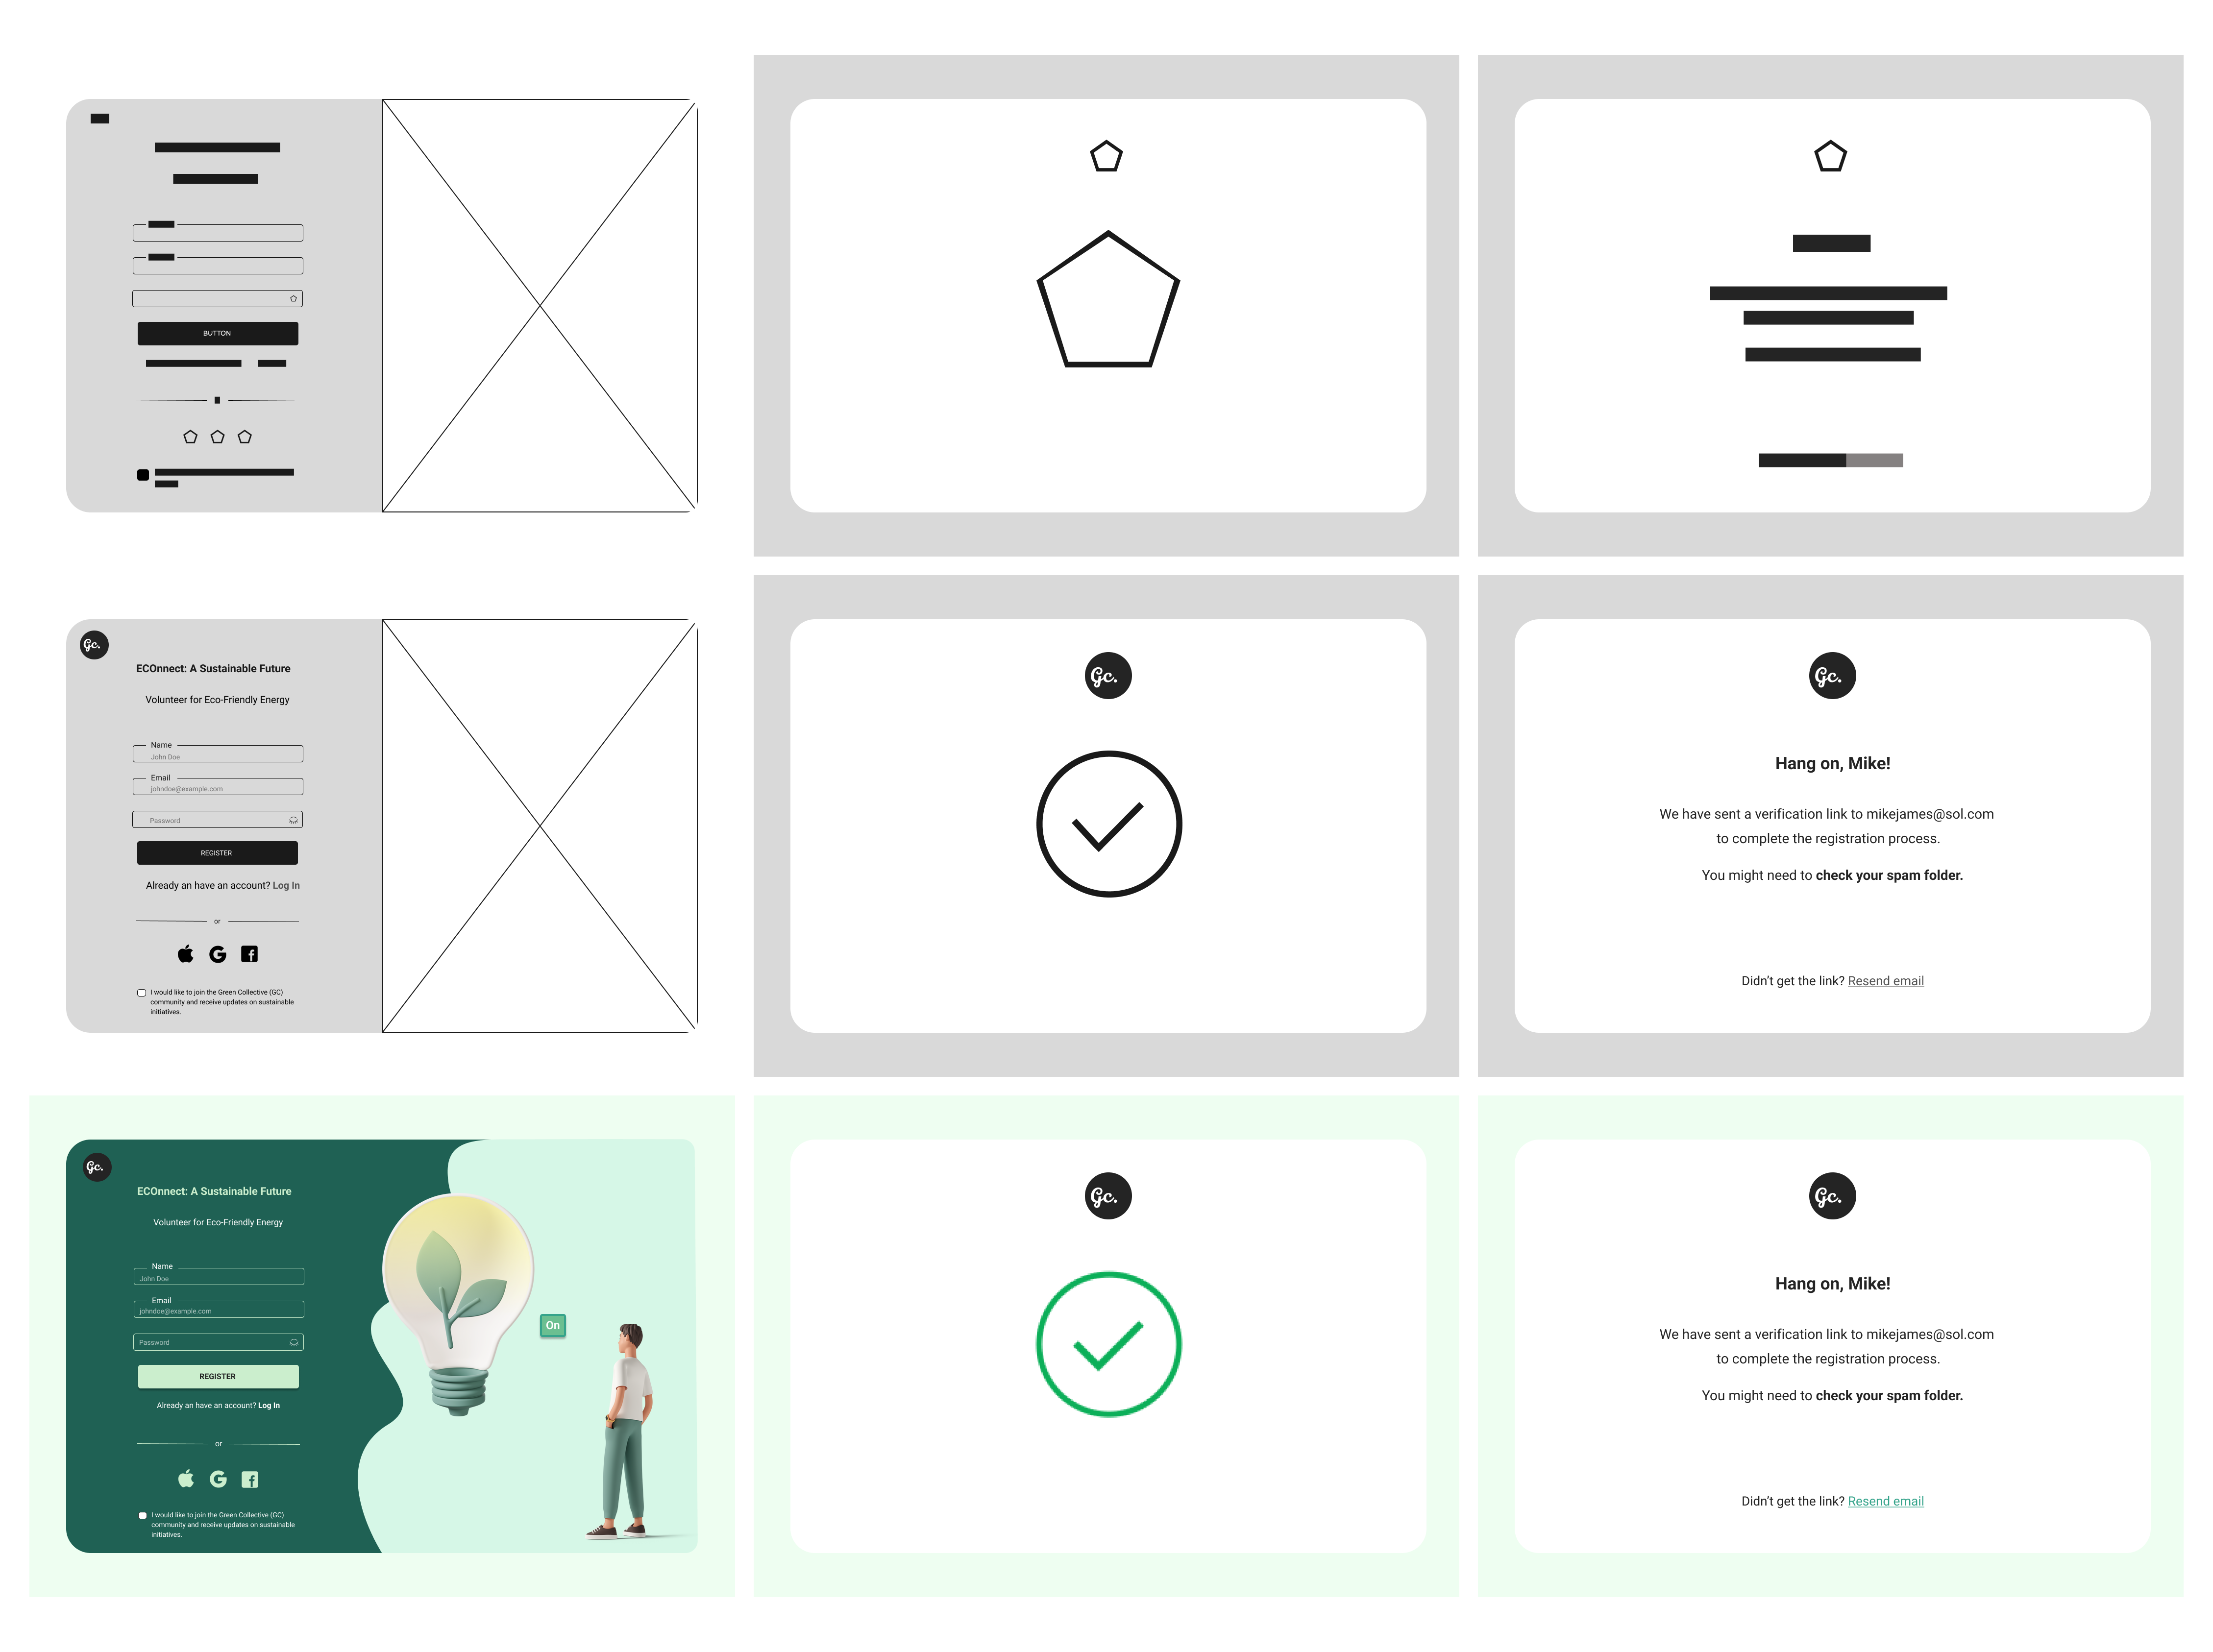 BUTTON
Gc.
ECOnnect: A Sustainable Future
Volunteer for Eco-Friendly Energy
Name
John Doe
Email
johndoe@example.com
Password
REGISTER
Already an have an account? Log In
or
G
f
I would like to join the Green Collective (GC)
community and receive updates on sustainable
initiatives.
Gc.
Gc.
Hang on, Mike!
We have sent a verification link to mikejames@sol.com
to complete the registration process.
You might need to check your spam folder.
Didn't get the link? Resend email
Gc.
ECOnnect: A Sustainable Future
Volunteer for Eco-Friendly Energy
Name
John Doe
Email
johndoe@example.com
Password
REGISTER
Already an have an account? Log In
or
G
f
I would like to join the Green Collective (GC)
community and receive updates on sustainable
initiatives.
On
Gc.
Gc.
Hang on, Mike!
We have sent a verification link to mikejames@sol.com
to complete the registration process.
You might need to check your spam folder.
Didn't get the link? Resend email